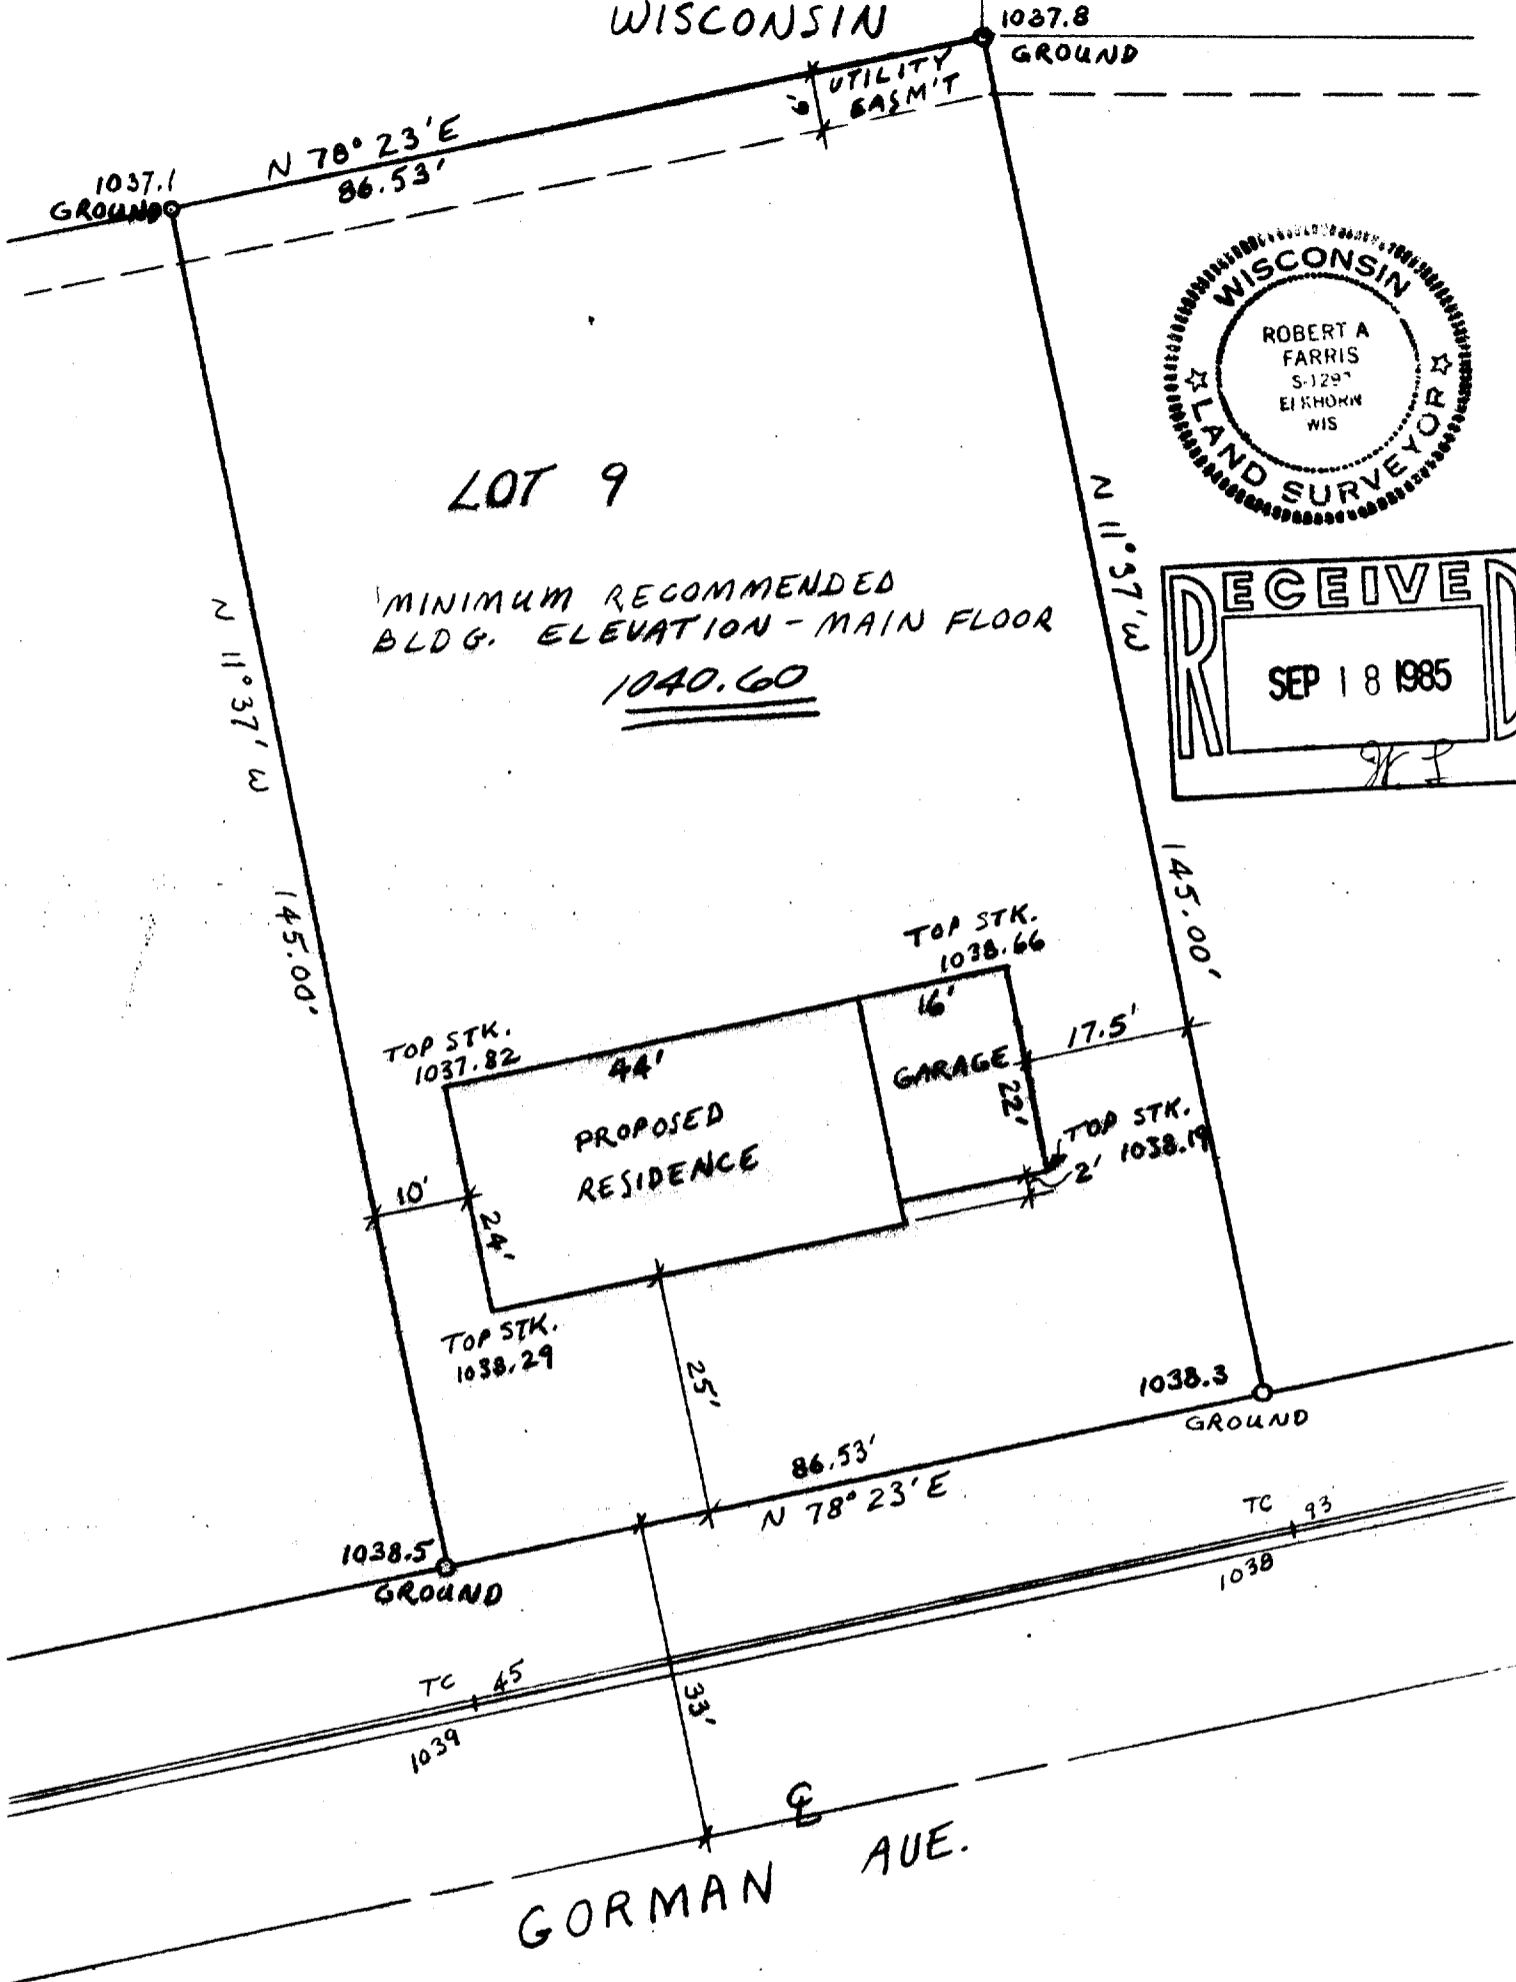 WISCONSIN
1037.8
GROUND
UTILITY
EASM'T
6'
N 78° 23' E
86.53'
1037.1
GROUND
WISCONSIN
LAND SURVEYOR
ROBERT A
FARRIS
ELKHORN
WIS
LOT 9
MINIMUM RECOMMENDED
BLDG. ELEVATION - MAIN FLOOR
1040.60
N 11° 37' W
145.00'
N 11° 37' W
145.00'
RECEIVED
SEP 18 1985
TOP STK.
1038.66
16'
TOP STK.
1037.82
44'
GARAGE
22'
17.5'
PROPOSED
RESIDENCE
TOP STK.
1038.19
2'
10'
24'
TOP STK.
1038.29
25'
1038.3
GROUND
86.53'
N 78° 23' E
1038.5
GROUND
TC 93
1038
TC 45
1039
33'
℄
GORMAN AVE.